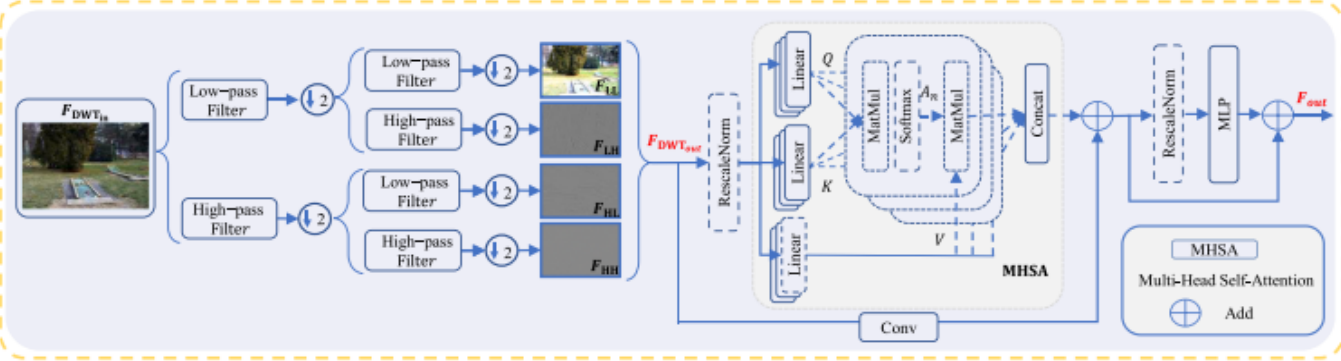 F_DWT_in
Low-pass
Filter
↓ 2
Low-pass
Filter
↓ 2
F_LL
High-pass
Filter
↓ 2
F_LH
High-pass
Filter
↓ 2
Low-pass
Filter
↓ 2
F_HL
High-pass
Filter
↓ 2
F_HH
F_DWT_out
RescaleNorm
Linear
Q
Linear
K
Linear
V
MatMul
Softmax
A_n
MatMul
Concat
MHSA
Conv
RescaleNorm
MLP
F_out
MHSA
Multi-Head Self-Attention
Add